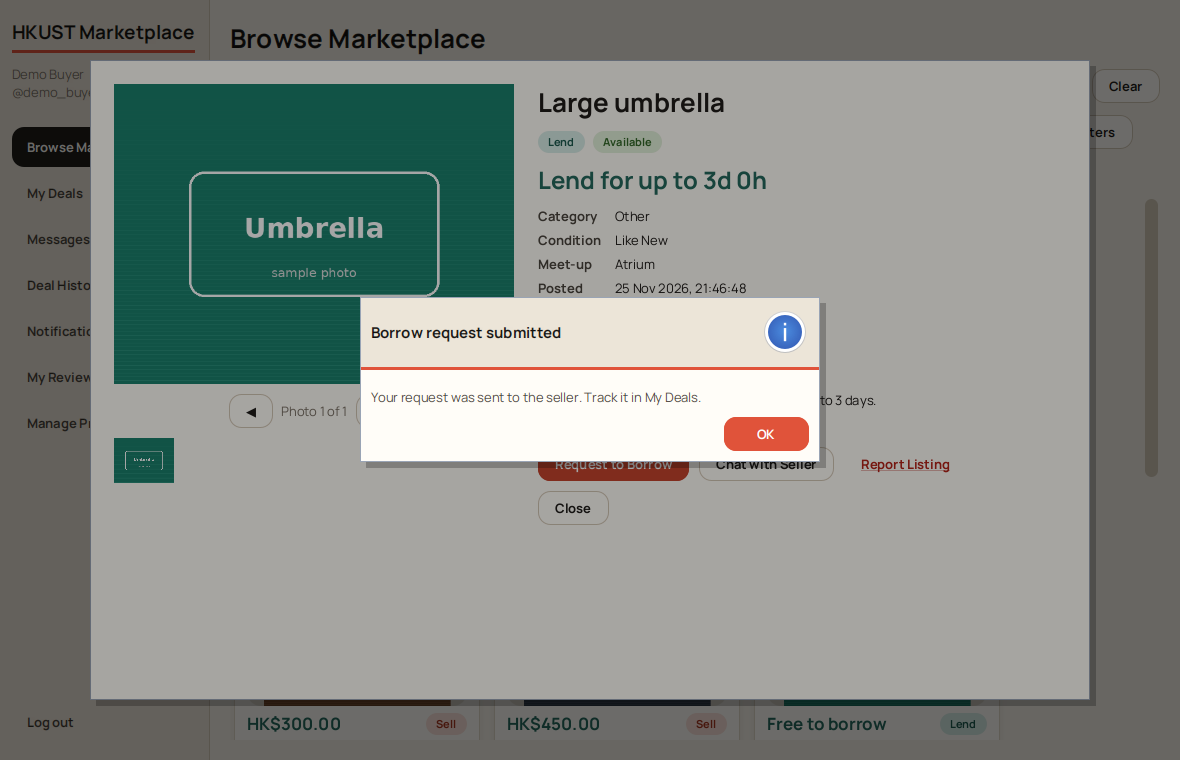 HKUST Marketplace
Demo Buyer
@demo_buye
Browse Ma
My Deals
Messages
Deal Histo
Notificatio
My Review
Manage Pr
Log out
Browse Marketplace
Clear
ters
Umbrella
sample photo
◀
Photo 1 of 1
Large umbrella
Lend
Available
Lend for up to 3d 0h
Category Other
Condition Like New
Meet-up Atrium
Posted 25 Nov 2026, 21:46:48
to 3 days.
Request to Borrow
Chat with Seller
Report Listing
Close
Borrow request submitted
i
Your request was sent to the seller. Track it in My Deals.
OK
HK$300.00
Sell
HK$450.00
Sell
Free to borrow
Lend